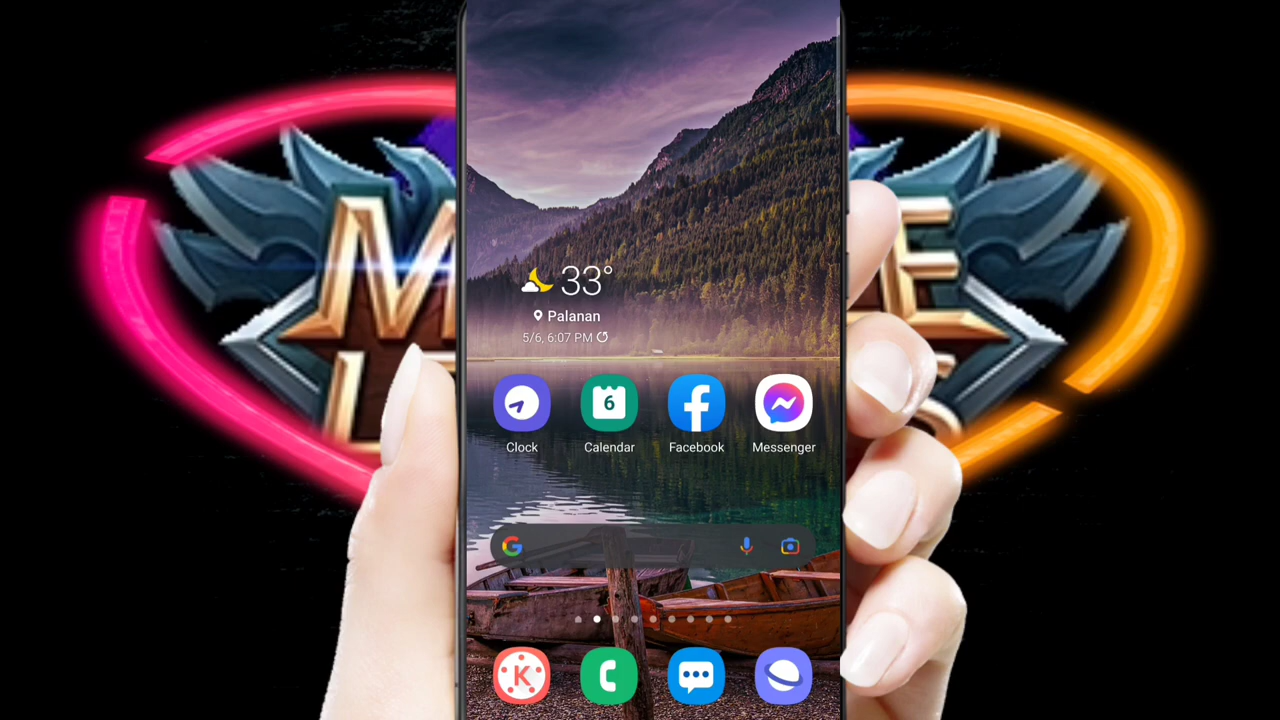 33°
Palanan
5/6, 6:07 PM
6
Clock
Calendar
Facebook
Messenger
M
E
L
K